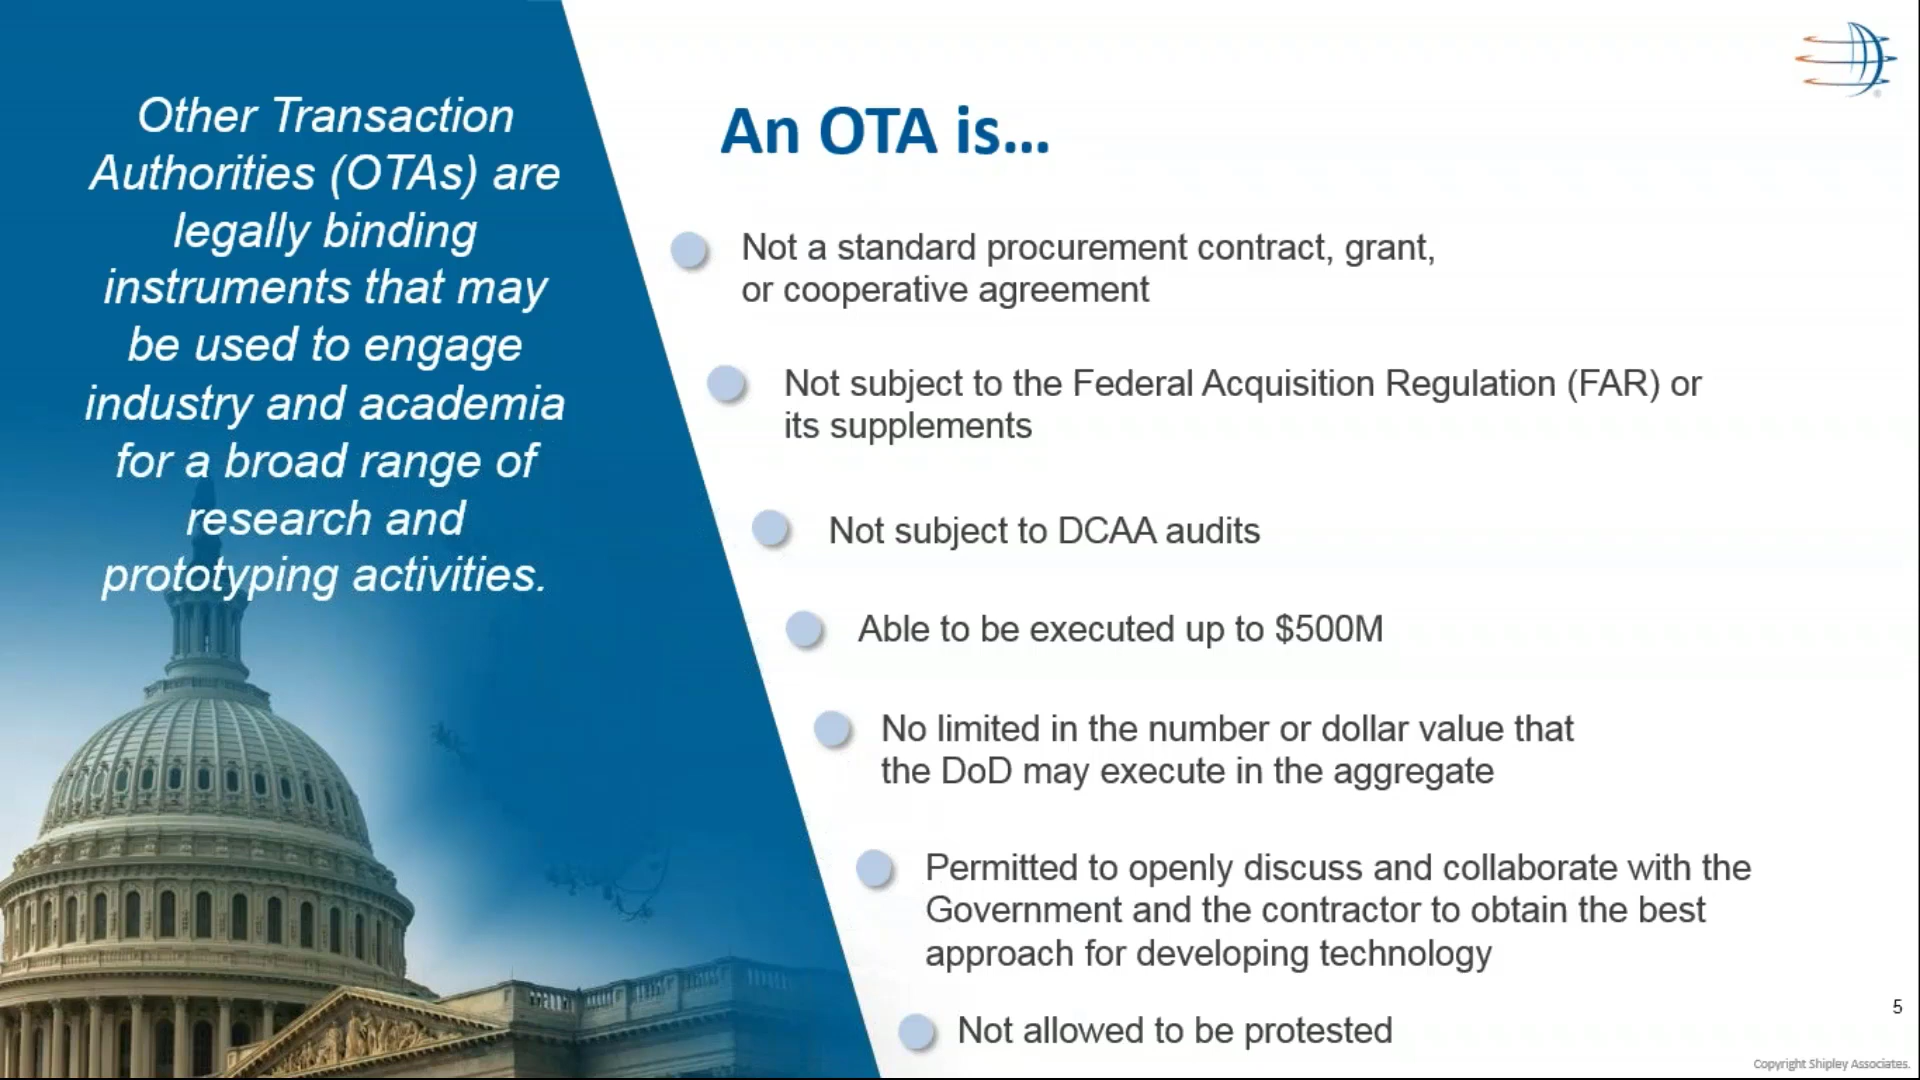 Other Transaction
Authorities (OTAs) are
legally binding
instruments that may
be used to engage
industry and academia
for a broad range of
research and
prototyping activities.
An OTA is...
Not a standard procurement contract, grant,
or cooperative agreement
Not subject to the Federal Acquisition Regulation (FAR) or
its supplements
Not subject to DCAA audits
Able to be executed up to $500M
No limited in the number or dollar value that
the DoD may execute in the aggregate
Permitted to openly discuss and collaborate with the
Government and the contractor to obtain the best
approach for developing technology
Not allowed to be protested
5
Copyright Shipley Associates.